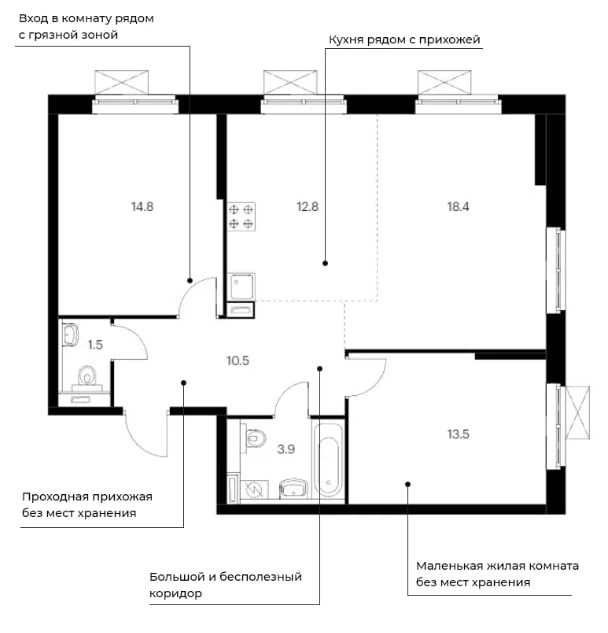 Вход в комнату рядом
с грязной зоной
Кухня рядом с прихожей
14.8
12.8
18.4
1.5
10.5
13.5
3.9
Проходная прихожая
без мест хранения
Большой и бесполезный
коридор
Маленькая жилая комната
без мест хранения